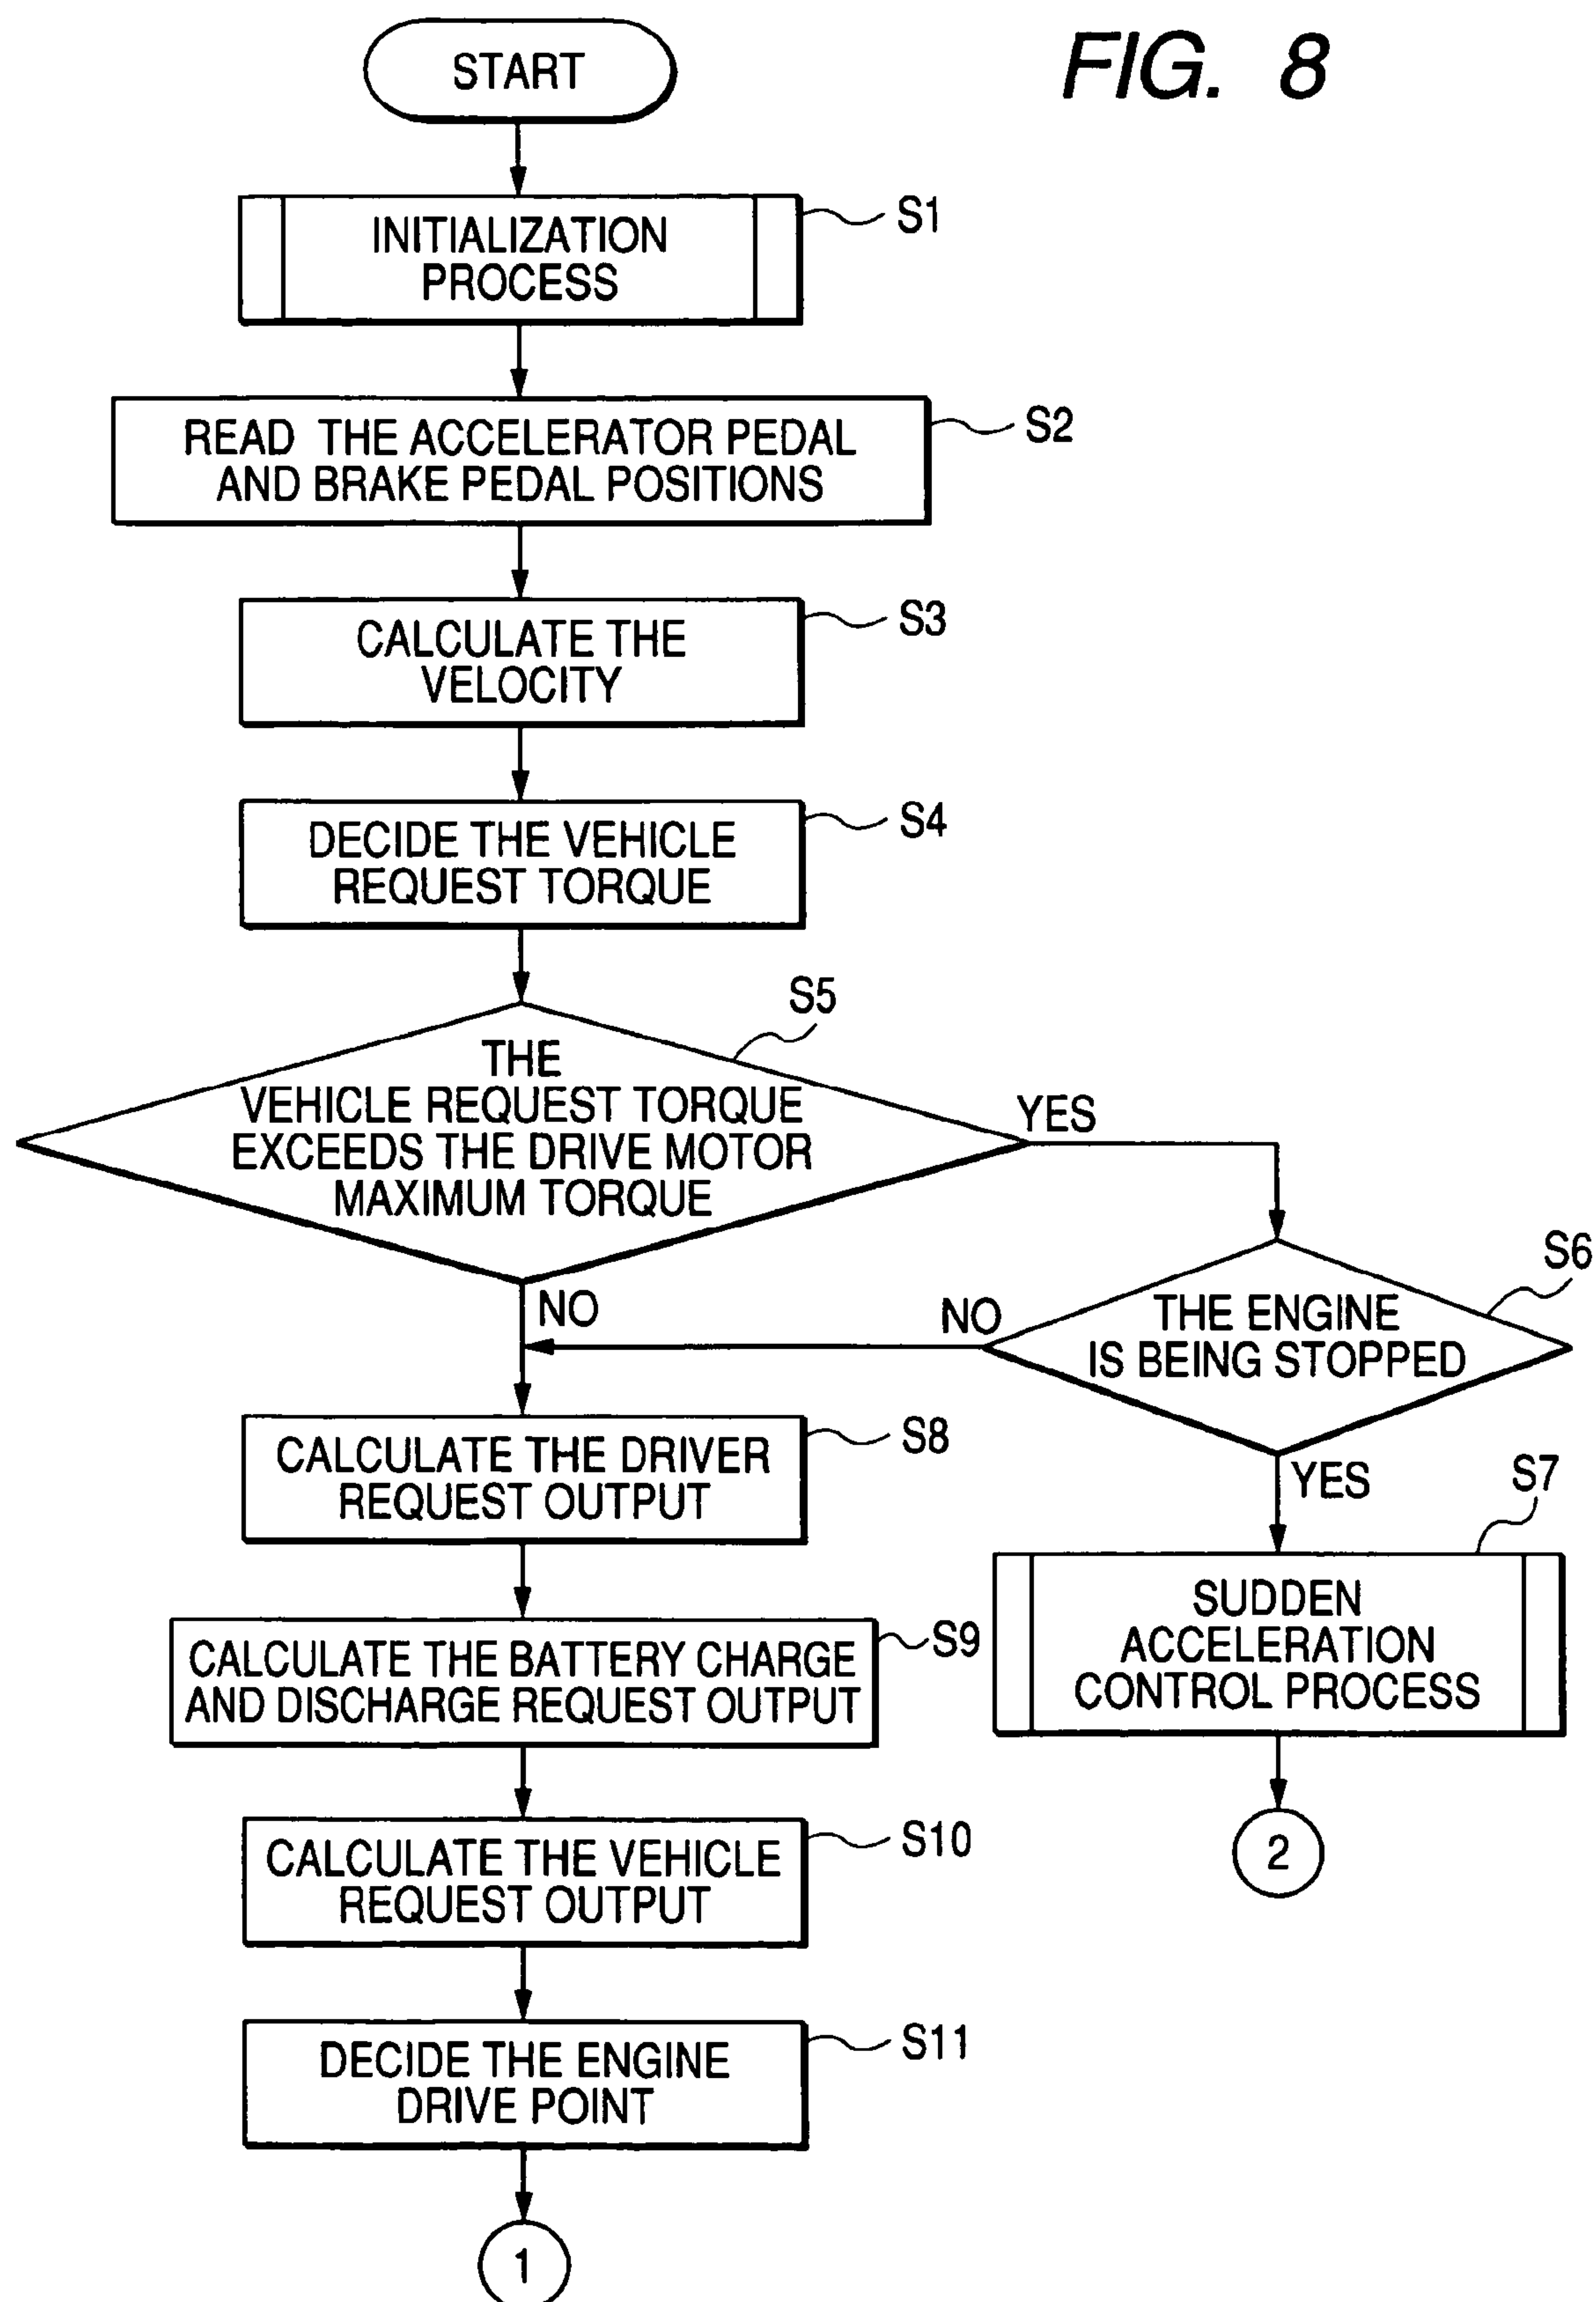 FIG. 8
START
INITIALIZATION
PROCESS
S1
READ THE ACCELERATOR PEDAL
AND BRAKE PEDAL POSITIONS
S2
CALCULATE THE
VELOCITY
S3
DECIDE THE VEHICLE
REQUEST TORQUE
S4
THE
VEHICLE REQUEST TORQUE
EXCEEDS THE DRIVE MOTOR
MAXIMUM TORQUE
S5
YES
NO
THE ENGINE
IS BEING STOPPED
S6
NO
YES
SUDDEN
ACCELERATION
CONTROL PROCESS
S7
2
CALCULATE THE DRIVER
REQUEST OUTPUT
S8
CALCULATE THE BATTERY CHARGE
AND DISCHARGE REQUEST OUTPUT
S9
CALCULATE THE VEHICLE
REQUEST OUTPUT
S10
DECIDE THE ENGINE
DRIVE POINT
S11
1